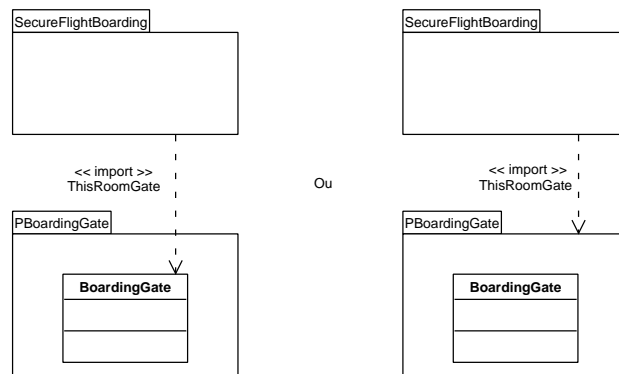 SecureFlightBoarding
<< import >>
ThisRoomGate
PBoardingGate
BoardingGate
Ou
SecureFlightBoarding
<< import >>
ThisRoomGate
PBoardingGate
BoardingGate